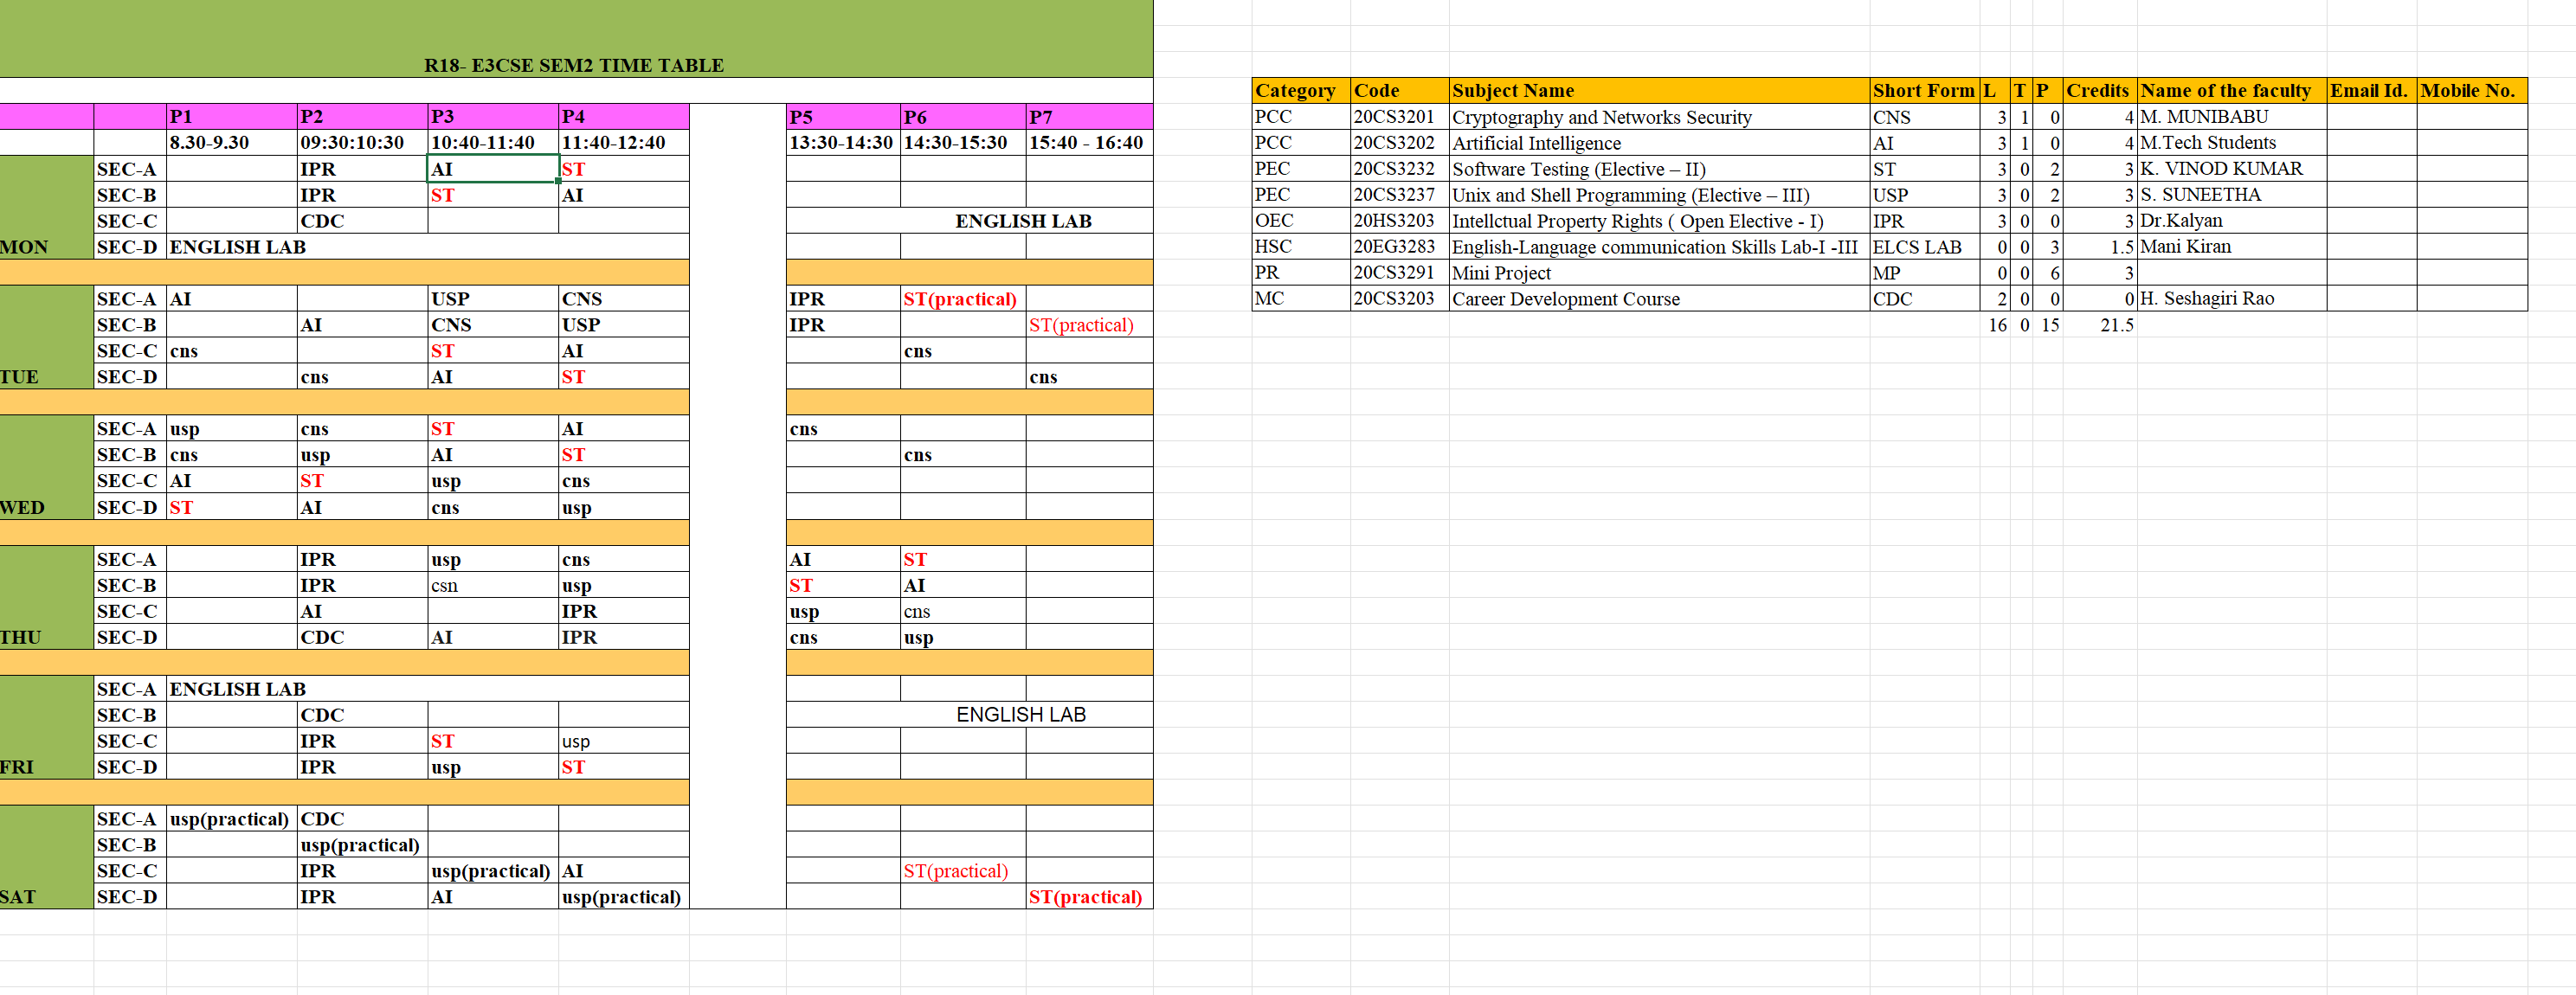 R18- E3CSE SEM2 TIME TABLE
P1 P2 P3 P4 P5 P6 P7
8.30-9.30 09:30:10:30 10:40-11:40 11:40-12:40 13:30-14:30 14:30-15:30 15:40 - 16:40
SEC-A IPR AI ST
SEC-B IPR ST AI
SEC-C CDC ENGLISH LAB
MON SEC-D ENGLISH LAB
SEC-A AI USP CNS IPR ST(practical)
SEC-B AI CNS USP IPR ST(practical)
SEC-C cns ST AI cns
TUE SEC-D cns AI ST cns
SEC-A usp cns ST AI cns
SEC-B cns usp AI ST cns
SEC-C AI ST usp cns
WED SEC-D ST AI cns usp
SEC-A IPR usp cns AI ST
SEC-B IPR csn usp ST AI
SEC-C AI IPR usp cns
THU SEC-D CDC AI IPR cns usp
SEC-A ENGLISH LAB
SEC-B CDC ENGLISH LAB
SEC-C IPR ST usp
FRI SEC-D IPR usp ST
SEC-A usp(practical) CDC
SEC-B usp(practical)
SEC-C IPR usp(practical) AI ST(practical)
SAT SEC-D IPR AI usp(practical) ST(practical)
Category Code Subject Name Short Form L T P Credits Name of the faculty Email Id. Mobile No.
PCC 20CS3201 Cryptography and Networks Security CNS 3 1 0 4 M. MUNIBABU
PCC 20CS3202 Artificial Intelligence AI 3 1 0 4 M.Tech Students
PEC 20CS3232 Software Testing (Elective – II) ST 3 0 2 3 K. VINOD KUMAR
PEC 20CS3237 Unix and Shell Programming (Elective – III) USP 3 0 2 3 S. SUNEETHA
OEC 20HS3203 Intellctual Property Rights ( Open Elective - I) IPR 3 0 0 3 Dr.Kalyan
HSC 20EG3283 English-Language communication Skills Lab-I -III ELCS LAB 0 0 3 1.5 Mani Kiran
PR 20CS3291 Mini Project MP 0 0 6 3
MC 20CS3203 Career Development Course CDC 2 0 0 0 H. Seshagiri Rao
16 0 15 21.5